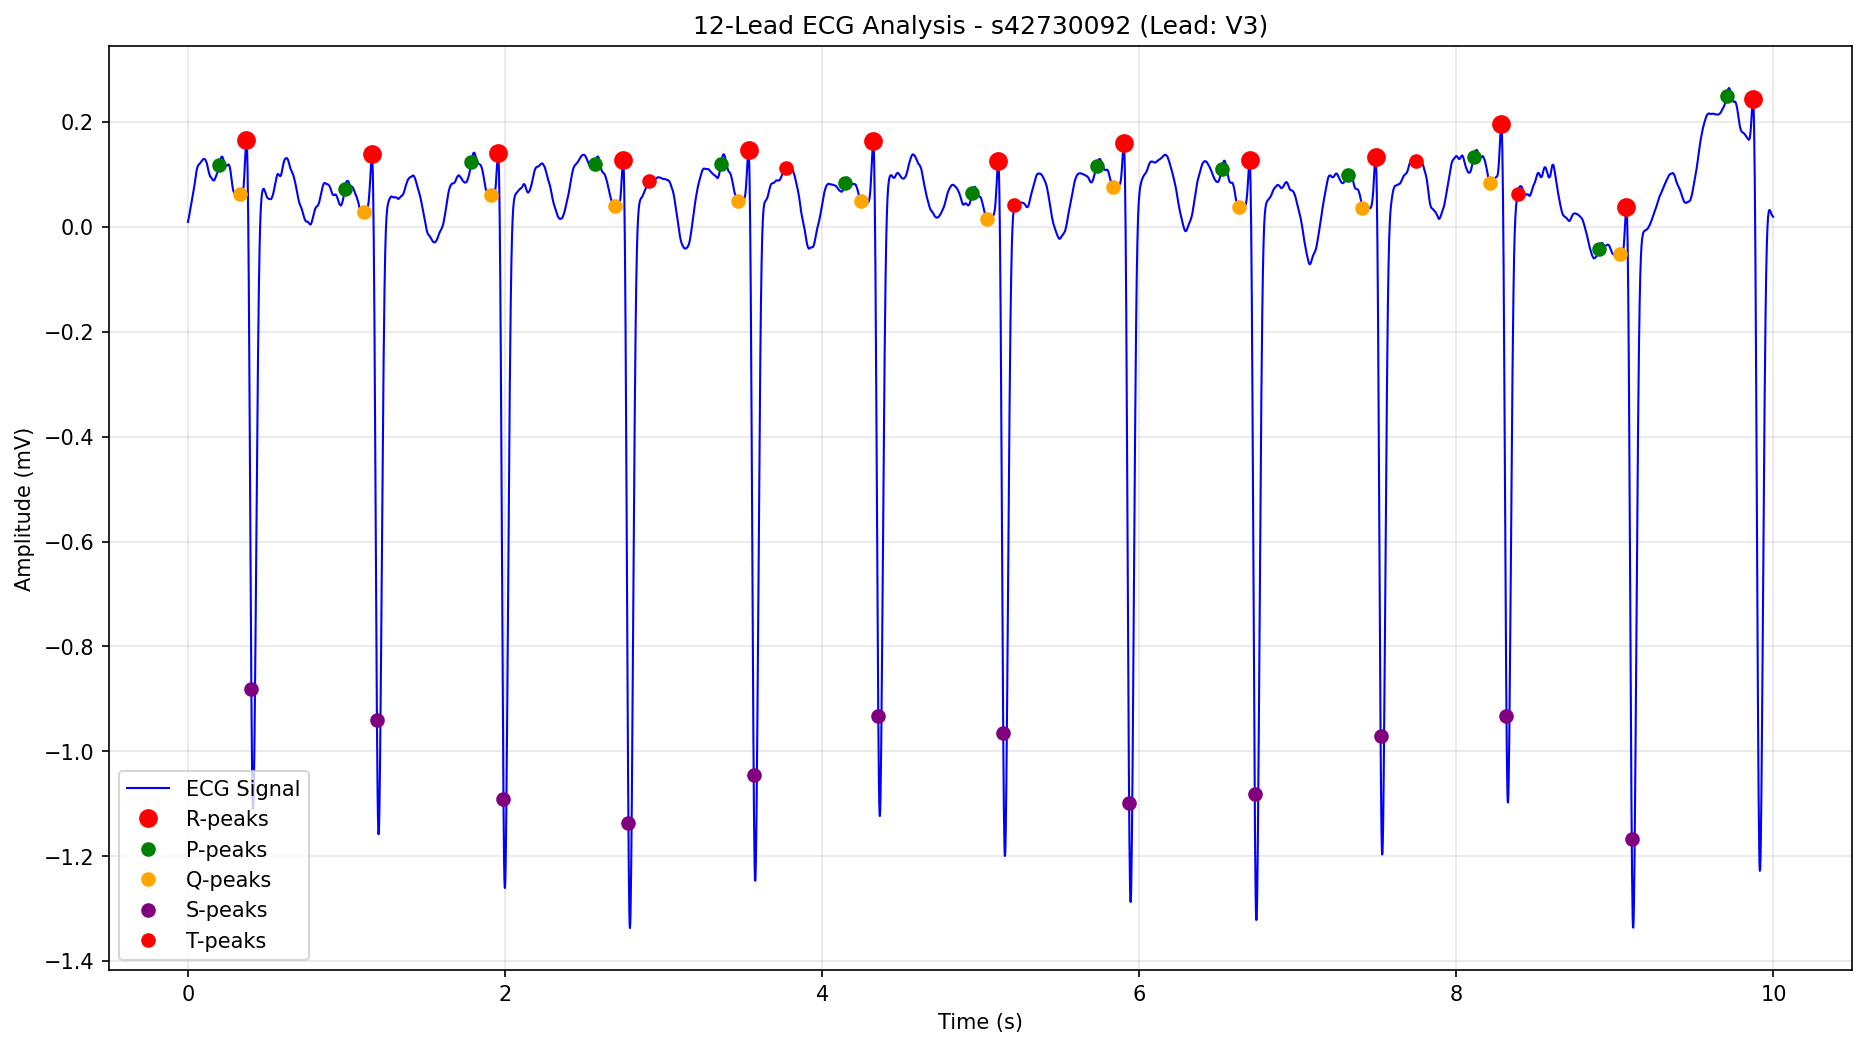 12-Lead ECG Analysis - s42730092 (Lead: V3)
0.2
0.0
−0.2
−0.4
−0.6
−0.8
−1.0
−1.2
−1.4
Amplitude (mV)
ECG Signal
R-peaks
P-peaks
Q-peaks
S-peaks
T-peaks
0 2 4 6 8 10
Time (s)